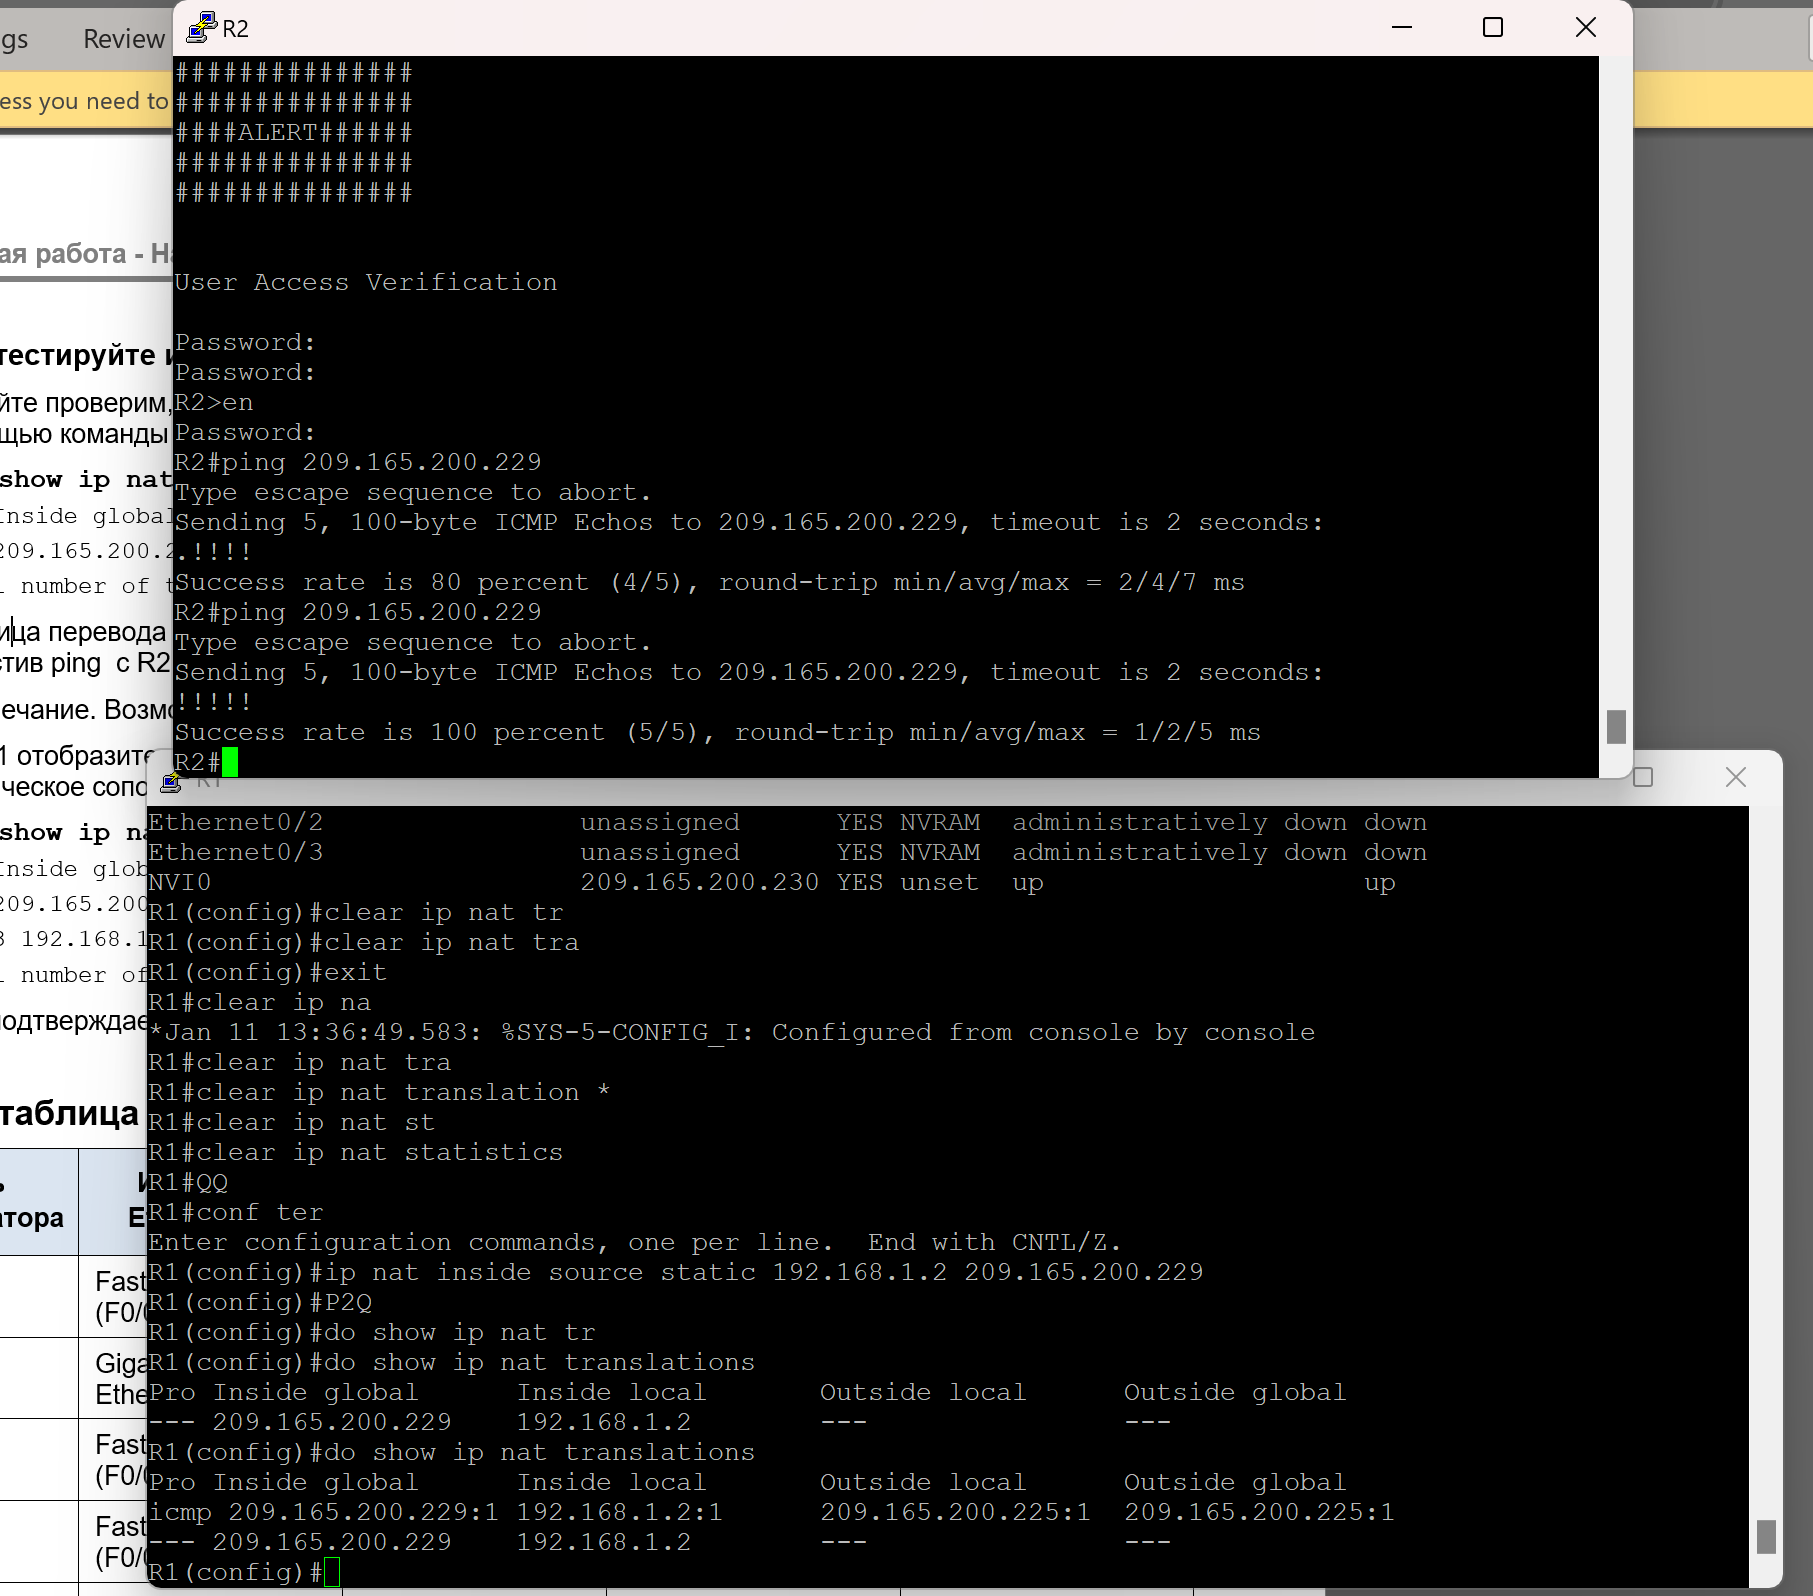 gs Review
ess you need to
ая работа - На
тестируйте и
йте проверим,
щью команды
show ip nat
Inside global
209.165.200.2
l number of t
ица перевода
тив ping с R2
ечание. Возмо
1 отобразите
ческое сопо
show ip na
Inside glob
209.165.200
3 192.168.1
l number of
подтверждае
таблица
атора
Fast
(F0/0
Giga
Ethe
Fast
(F0/0
Fast
(F0/0
R2
###############
###############
####ALERT######
###############
###############
User Access Verification
Password:
Password:
R2>en
Password:
R2#ping 209.165.200.229
Type escape sequence to abort.
Sending 5, 100-byte ICMP Echos to 209.165.200.229, timeout is 2 seconds:
.!!!!
Success rate is 80 percent (4/5), round-trip min/avg/max = 2/4/7 ms
R2#ping 209.165.200.229
Type escape sequence to abort.
Sending 5, 100-byte ICMP Echos to 209.165.200.229, timeout is 2 seconds:
!!!!!
Success rate is 100 percent (5/5), round-trip min/avg/max = 1/2/5 ms
R2#
R1
Ethernet0/2 unassigned YES NVRAM administratively down down
Ethernet0/3 unassigned YES NVRAM administratively down down
NVI0 209.165.200.230 YES unset up up
R1(config)#clear ip nat tr
R1(config)#clear ip nat tra
R1(config)#exit
R1#clear ip na
*Jan 11 13:36:49.583: %SYS-5-CONFIG_I: Configured from console by console
R1#clear ip nat tra
R1#clear ip nat translation *
R1#clear ip nat st
R1#clear ip nat statistics
R1#QQ
R1#conf ter
Enter configuration commands, one per line. End with CNTL/Z.
R1(config)#ip nat inside source static 192.168.1.2 209.165.200.229
R1(config)#P2Q
R1(config)#do show ip nat tr
R1(config)#do show ip nat translations
Pro Inside global Inside local Outside local Outside global
--- 209.165.200.229 192.168.1.2 --- ---
R1(config)#do show ip nat translations
Pro Inside global Inside local Outside local Outside global
icmp 209.165.200.229:1 192.168.1.2:1 209.165.200.225:1 209.165.200.225:1
--- 209.165.200.229 192.168.1.2 --- ---
R1(config)#